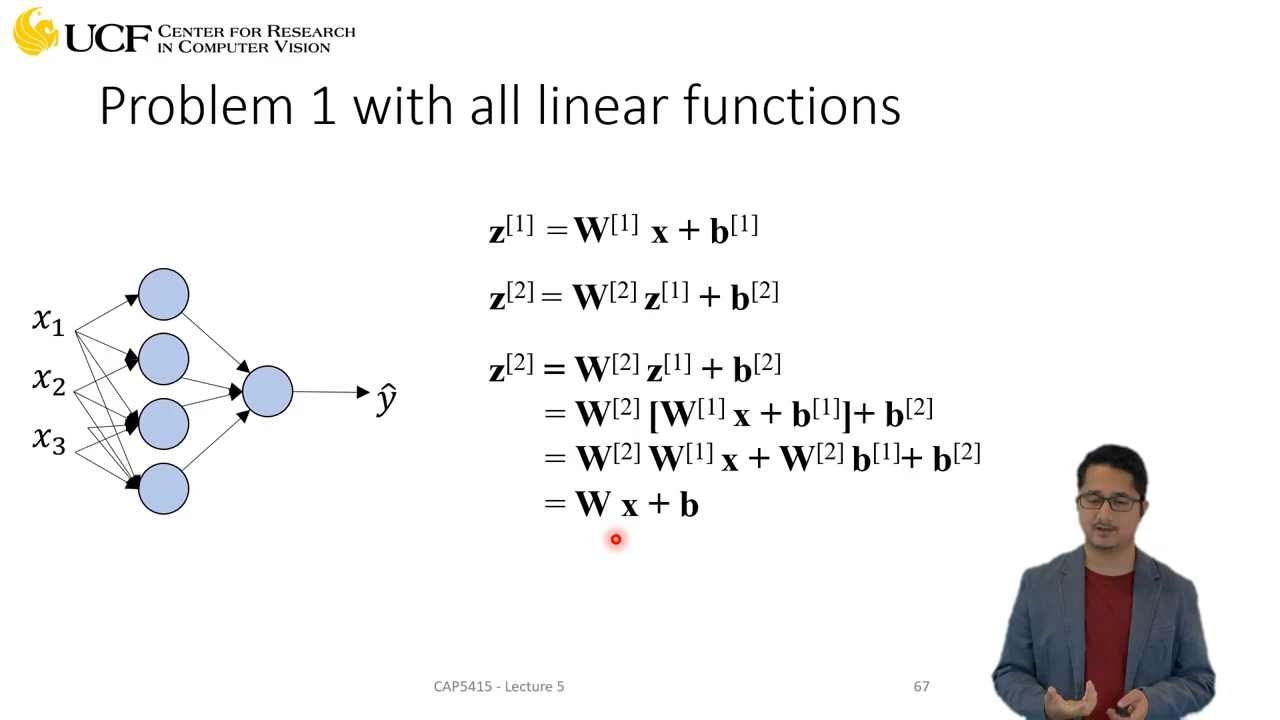 UCF CENTER FOR RESEARCH
IN COMPUTER VISION
Problem 1 with all linear functions
z[1] = W[1] x + b[1]
z[2] = W[2] z[1] + b[2]
z[2] = W[2] z[1] + b[2]
= W[2] [W[1] x + b[1]]+ b[2]
= W[2] W[1] x + W[2] b[1]+ b[2]
= W x + b
x1
x2
x3
ŷ
CAP5415 - Lecture 5
67